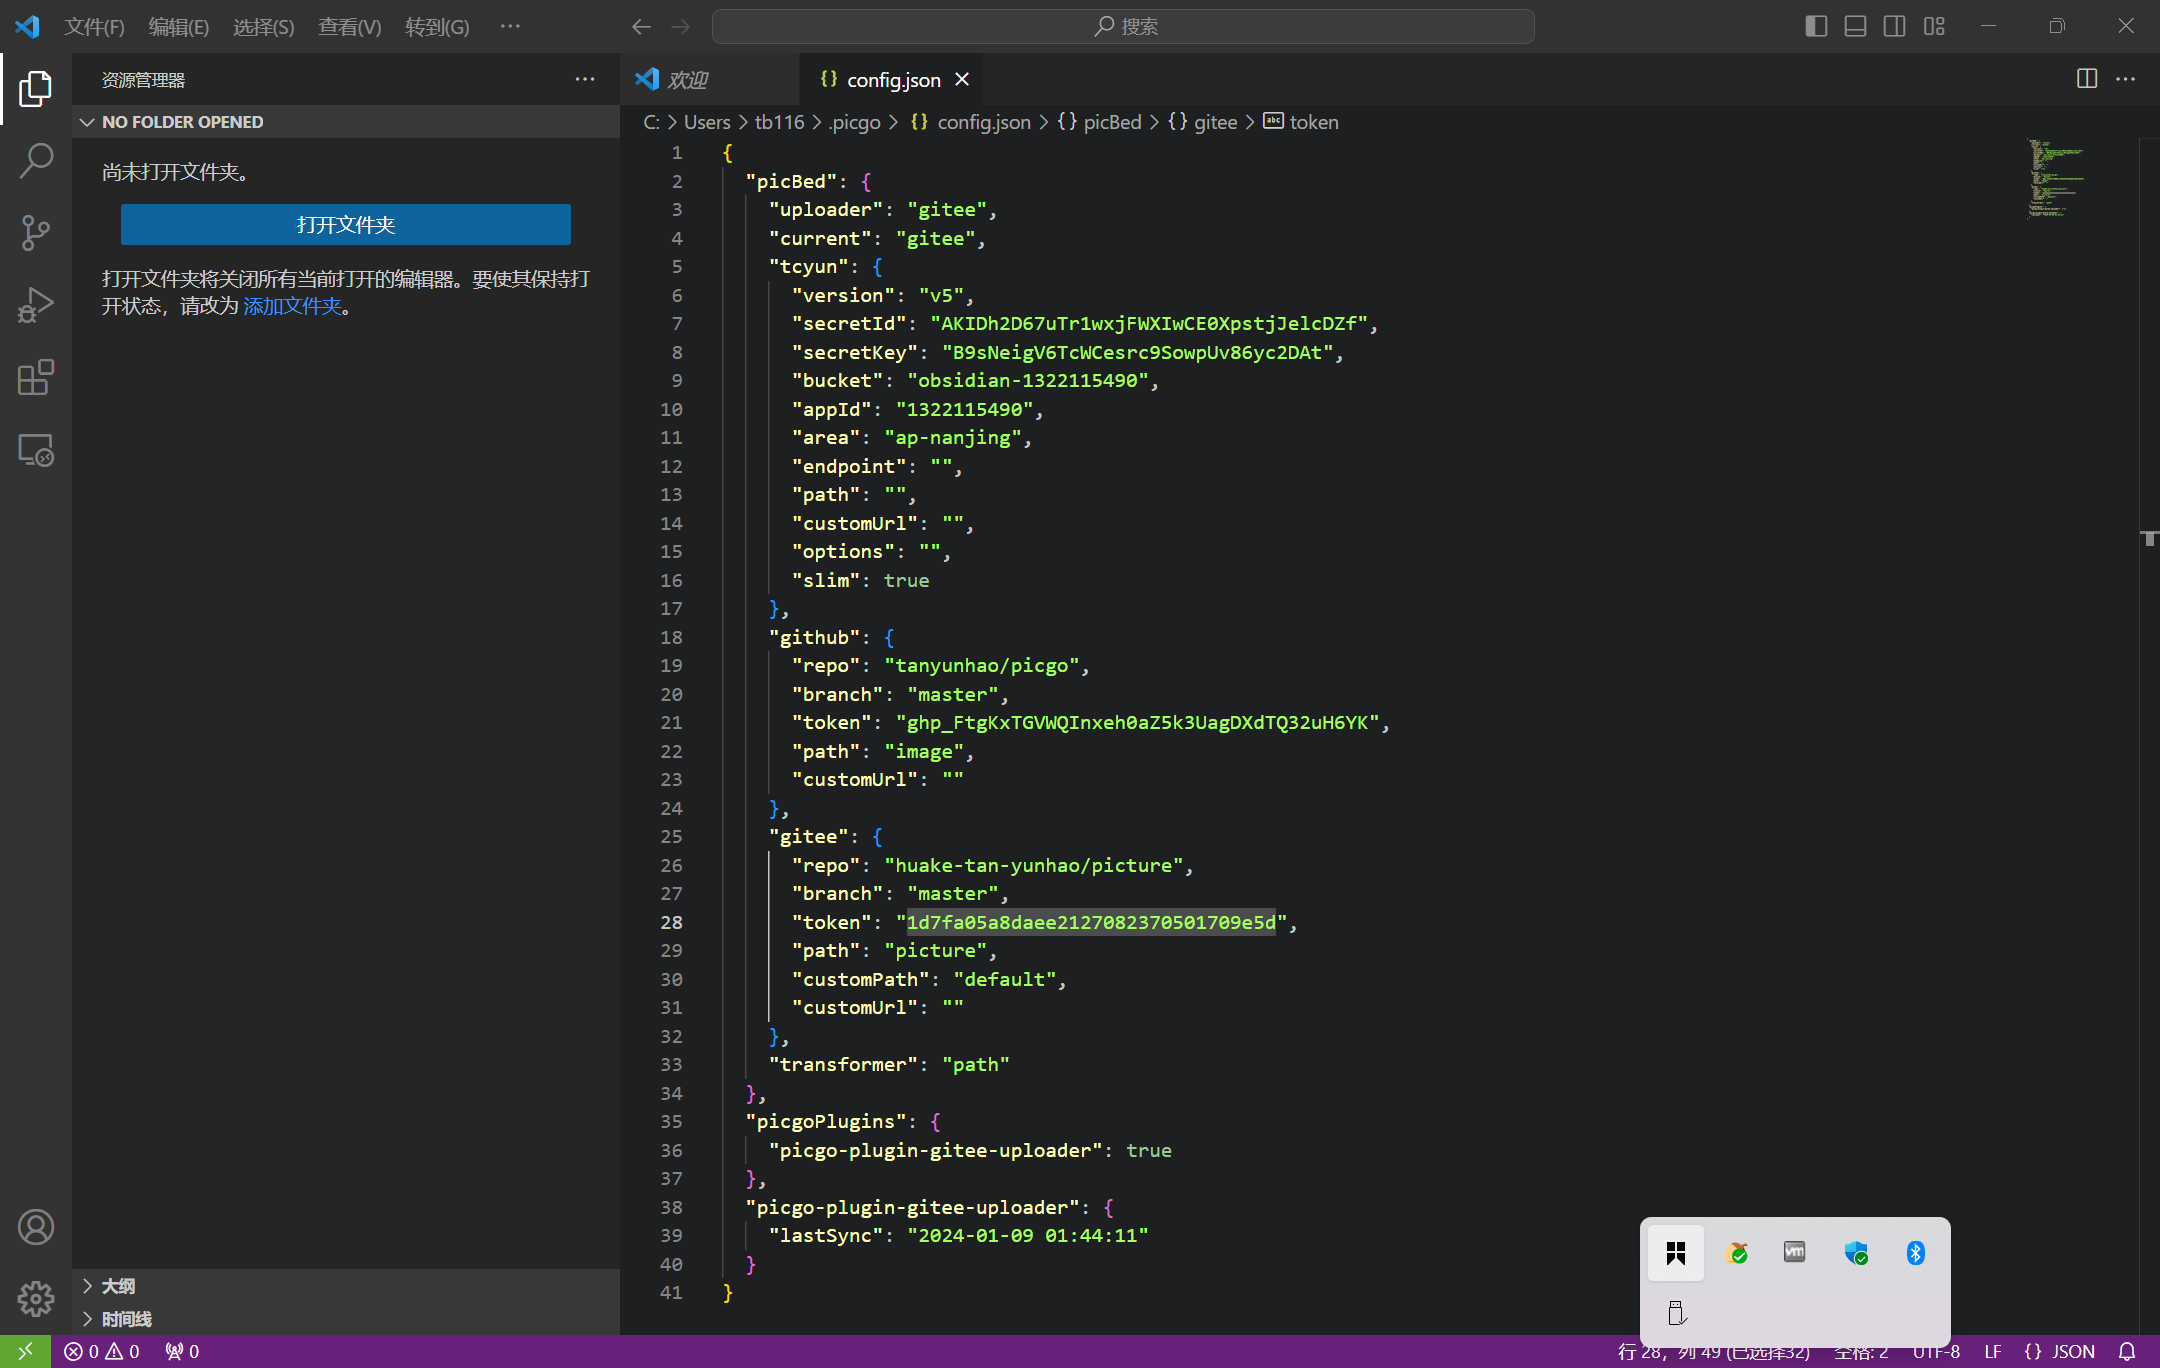 文件(F) 编辑(E) 选择(S) 查看(V) 转到(G) ···
搜索
资源管理器
NO FOLDER OPENED
尚未打开文件夹。
打开文件夹
打开文件夹将关闭所有当前打开的编辑器。要使其保持打
开状态，请改为 添加文件夹。
大纲
时间线
欢迎
config.json
C: > Users > tb116 > .picgo > {} config.json > {} picBed > {} gitee > abc token
1 {
2 "picBed": {
3 "uploader": "gitee",
4 "current": "gitee",
5 "tcyun": {
6 "version": "v5",
7 "secretId": "AKIDh2D67uTr1wxjFWXIwCE0XpstjJelcDZf",
8 "secretKey": "B9sNeigV6TcWCesrc9SowpUv86yc2DAt",
9 "bucket": "obsidian-1322115490",
10 "appId": "1322115490",
11 "area": "ap-nanjing",
12 "endpoint": "",
13 "path": "",
14 "customUrl": "",
15 "options": "",
16 "slim": true
17 },
18 "github": {
19 "repo": "tanyunhao/picgo",
20 "branch": "master",
21 "token": "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",
22 "path": "image",
23 "customUrl": ""
24 },
25 "gitee": {
26 "repo": "huake-tan-yunhao/picture",
27 "branch": "master",
28 "token": "1d7fa05a8daee2127082370501709e5d",
29 "path": "picture",
30 "customPath": "default",
31 "customUrl": ""
32 },
33 "transformer": "path"
34 },
35 "picgoPlugins": {
36 "picgo-plugin-gitee-uploader": true
37 },
38 "picgo-plugin-gitee-uploader": {
39 "lastSync": "2024-01-09 01:44:11"
40 }
41 }
0 0 0
行 28，列 49 (已选择32) 空格: 2 UTF-8 LF {} JSON